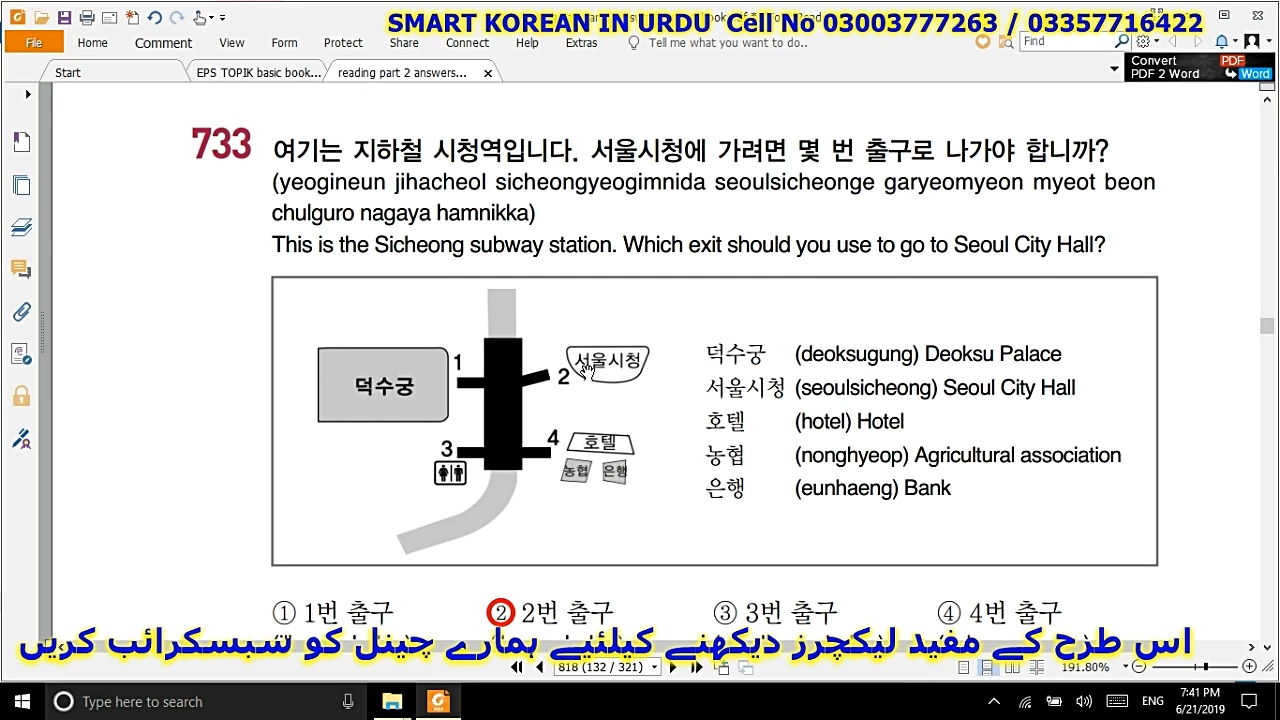 SMART KOREAN IN URDU Cell No 03003777263 / 03357716422
File Home Comment View Form Protect Share Connect Help Extras Tell me what you want to do.. Find
Start EPS TOPIK basic book... reading part 2 answers... Convert PDF 2 Word PDF Word
733 여기는 지하철 시청역입니다. 서울시청에 가려면 몇 번 출구로 나가야 합니까?
(yeogineun jihacheol sicheongyeogimnida seoulsicheonge garyeomyeon myeot beon
chulguro nagaya hamnikka)
This is the Sicheong subway station. Which exit should you use to go to Seoul City Hall?
덕수궁 1 2 서울시청
3 4 호텔
농협 은행
덕수궁 (deoksugung) Deoksu Palace
서울시청 (seoulsicheong) Seoul City Hall
호텔 (hotel) Hotel
농협 (nonghyeop) Agricultural association
은행 (eunhaeng) Bank
① 1번 출구 ② 2번 출구 ③ 3번 출구 ④ 4번 출구
اس طرح کے مفید لیکچرز دیکھنے کیلئیے ہمارے چینل کو سبسکرائب کریں
818 (132 / 321) 191.80%
Type here to search ENG 7:41 PM
6/21/2019